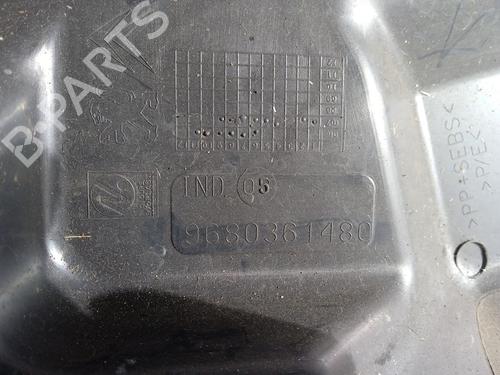 B-PARTS
IND 05
9680361480
>PP+SEBS<
>P/E<